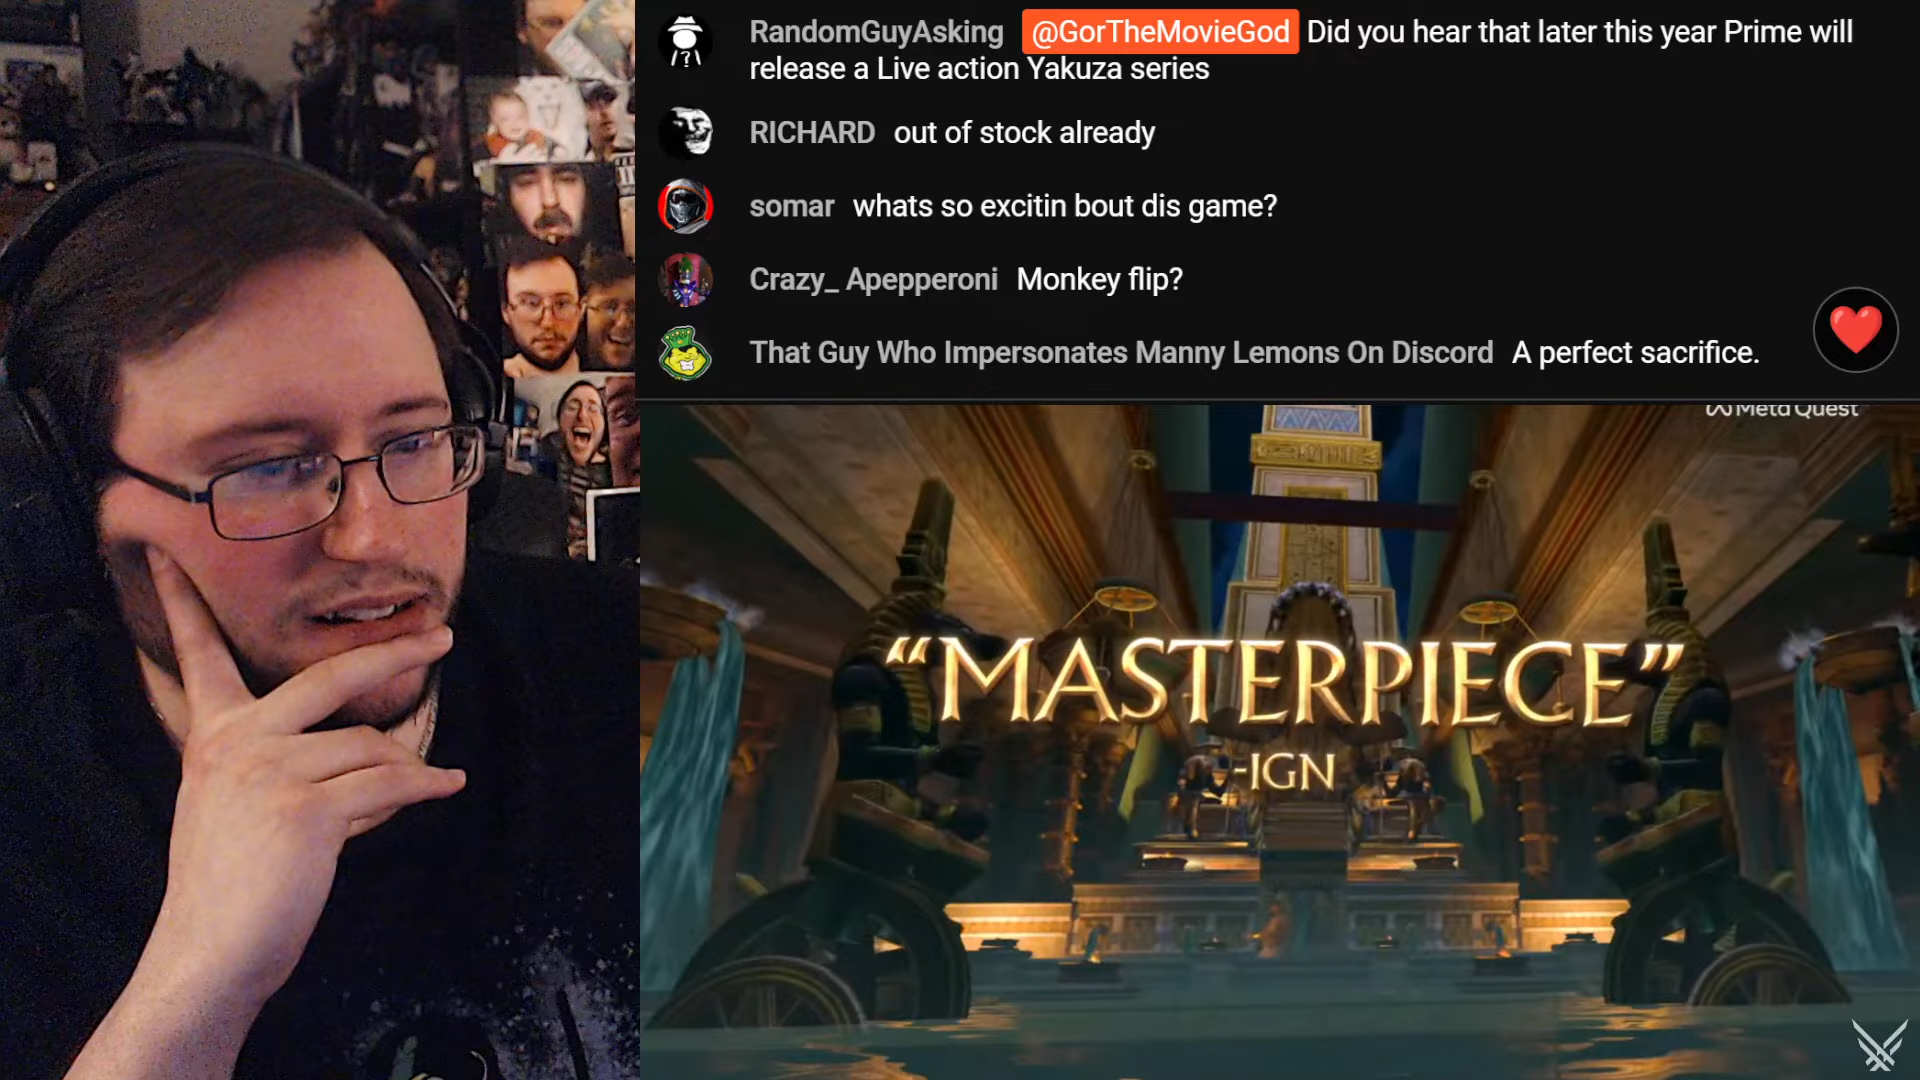 RandomGuyAsking @GorTheMovieGod Did you hear that later this year Prime will
release a Live action Yakuza series
RICHARD out of stock already
somar whats so excitin bout dis game?
Crazy_ Apepperoni Monkey flip?
That Guy Who Impersonates Manny Lemons On Discord A perfect sacrifice.
Meta Quest
“MASTERPIECE”
-IGN